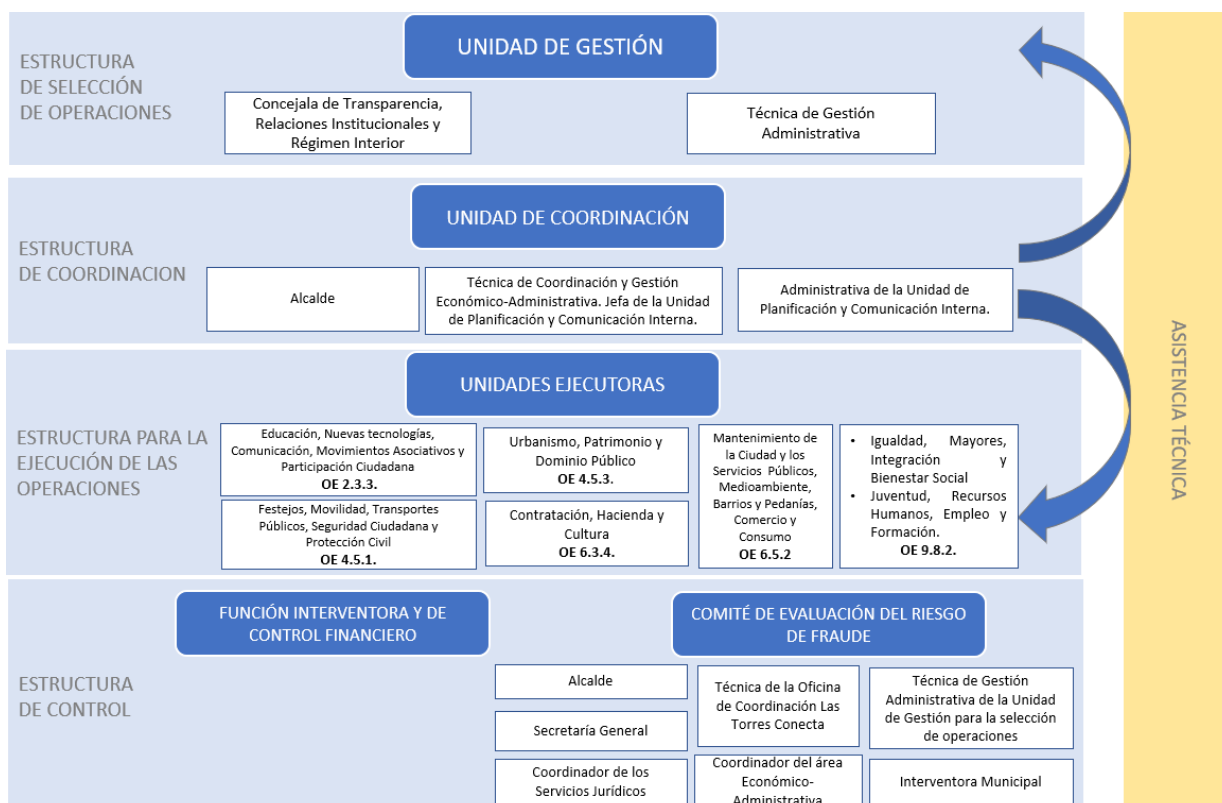 ESTRUCTURA
DE SELECCIÓN
DE OPERACIONES
UNIDAD DE GESTIÓN
Concejala de Transparencia,
Relaciones Institucionales y
Régimen Interior
Técnica de Gestión
Administrativa
ESTRUCTURA
DE COORDINACION
UNIDAD DE COORDINACIÓN
Alcalde
Técnica de Coordinación y Gestión
Económico-Administrativa. Jefa de la Unidad
de Planificación y Comunicación Interna.
Administrativa de la Unidad de
Planificación y Comunicación Interna.
ESTRUCTURA PARA LA
EJECUCIÓN DE LAS
OPERACIONES
UNIDADES EJECUTORAS
Educación, Nuevas tecnologías,
Comunicación, Movimientos Asociativos y
Participación Ciudadana
OE 2.3.3.
Festejos, Movilidad, Transportes
Públicos, Seguridad Ciudadana y
Protección Civil
OE 4.5.1.
Urbanismo, Patrimonio y
Dominio Público
OE 4.5.3.
Contratación, Hacienda y
Cultura
OE 6.3.4.
Mantenimiento de
la Ciudad y los
Servicios Públicos,
Medioambiente,
Barrios y Pedanías,
Comercio y
Consumo
OE 6.5.2
• Igualdad, Mayores,
Integración y
Bienestar Social
• Juventud, Recursos
Humanos, Empleo y
Formación.
OE 9.8.2.
ESTRUCTURA
DE CONTROL
FUNCIÓN INTERVENTORA Y DE
CONTROL FINANCIERO
COMITÉ DE EVALUACIÓN DEL RIESGO
DE FRAUDE
Alcalde
Secretaría General
Coordinador de los
Servicios Jurídicos
Técnica de la Oficina
de Coordinación Las
Torres Conecta
Coordinador del área
Económico-
Administrativa
Técnica de Gestión
Administrativa de la Unidad
de Gestión para la selección
de operaciones
Interventora Municipal
ASISTENCIA TÉCNICA